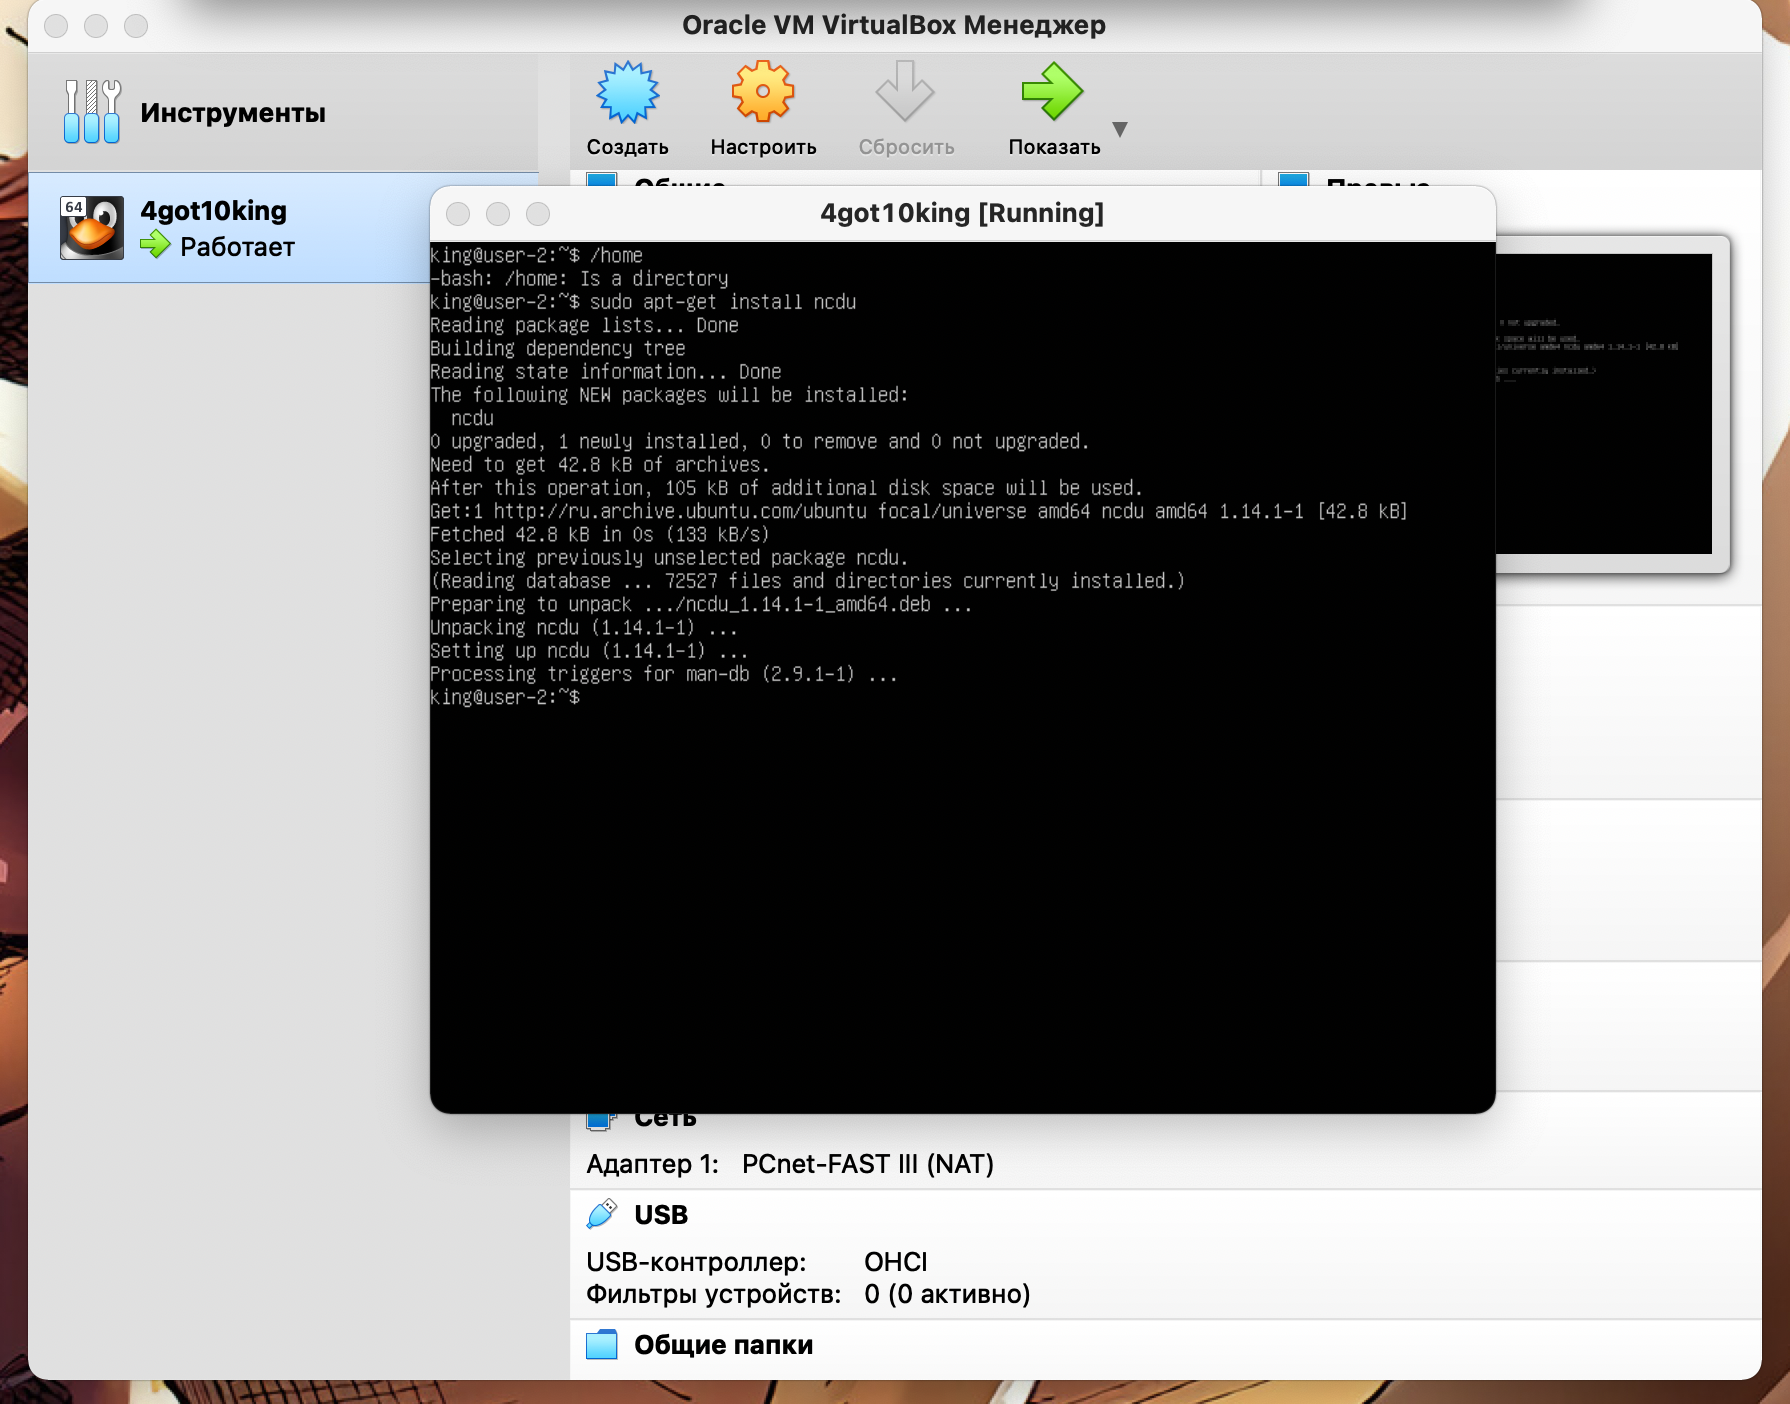 Oracle VM VirtualBox Менеджер
Инструменты
Создать
Настроить
Сбросить
Показать
64
4got10king
Работает
Общие
4got10king [Running]
king@user-2:~$ /home
-bash: /home: Is a directory
king@user-2:~$ sudo apt-get install ncdu
Reading package lists... Done
Building dependency tree
Reading state information... Done
The following NEW packages will be installed:
  ncdu
0 upgraded, 1 newly installed, 0 to remove and 0 not upgraded.
Need to get 42.8 kB of archives.
After this operation, 105 kB of additional disk space will be used.
Get:1 http://ru.archive.ubuntu.com/ubuntu focal/universe amd64 ncdu amd64 1.14.1-1 [42.8 kB]
Fetched 42.8 kB in 0s (133 kB/s)
Selecting previously unselected package ncdu.
(Reading database ... 72527 files and directories currently installed.)
Preparing to unpack .../ncdu_1.14.1-1_amd64.deb ...
Unpacking ncdu (1.14.1-1) ...
Setting up ncdu (1.14.1-1) ...
Processing triggers for man-db (2.9.1-1) ...
king@user-2:~$
Сеть
Адаптер 1: PCnet-FAST III (NAT)
USB
USB-контроллер: OHCI
Фильтры устройств: 0 (0 активно)
Общие папки